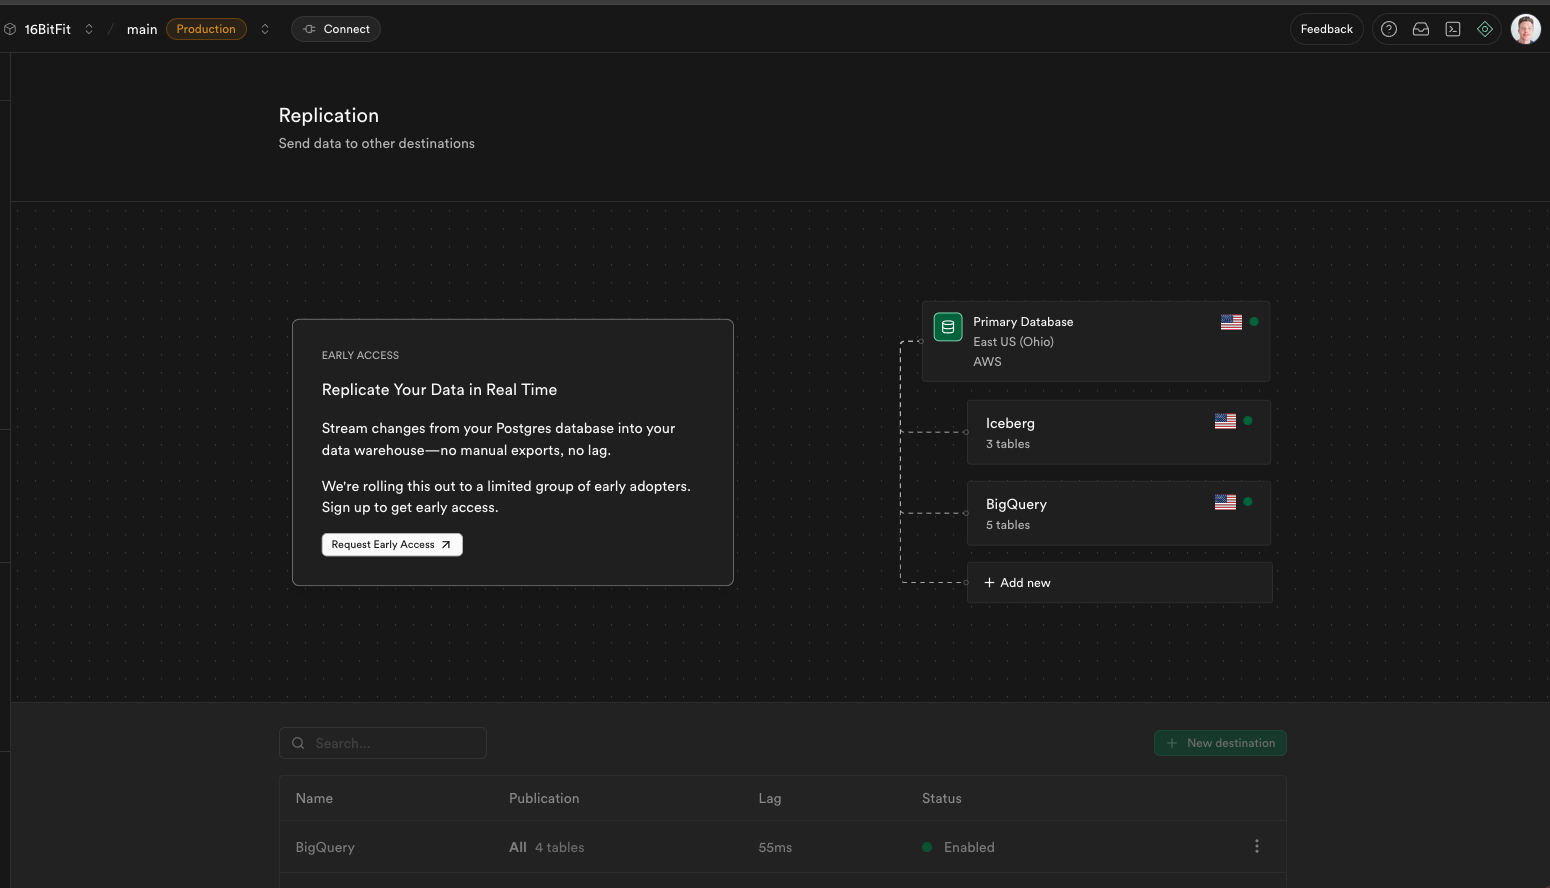 16BitFit
/
main
Production
Connect
Feedback
Replication
Send data to other destinations
EARLY ACCESS
Replicate Your Data in Real Time
Stream changes from your Postgres database into your
data warehouse—no manual exports, no lag.
We're rolling this out to a limited group of early adopters.
Sign up to get early access.
Request Early Access
Primary Database
East US (Ohio)
AWS
Iceberg
3 tables
BigQuery
5 tables
+ Add new
Search...
+ New destination
Name Publication Lag Status
BigQuery All 4 tables 55ms Enabled